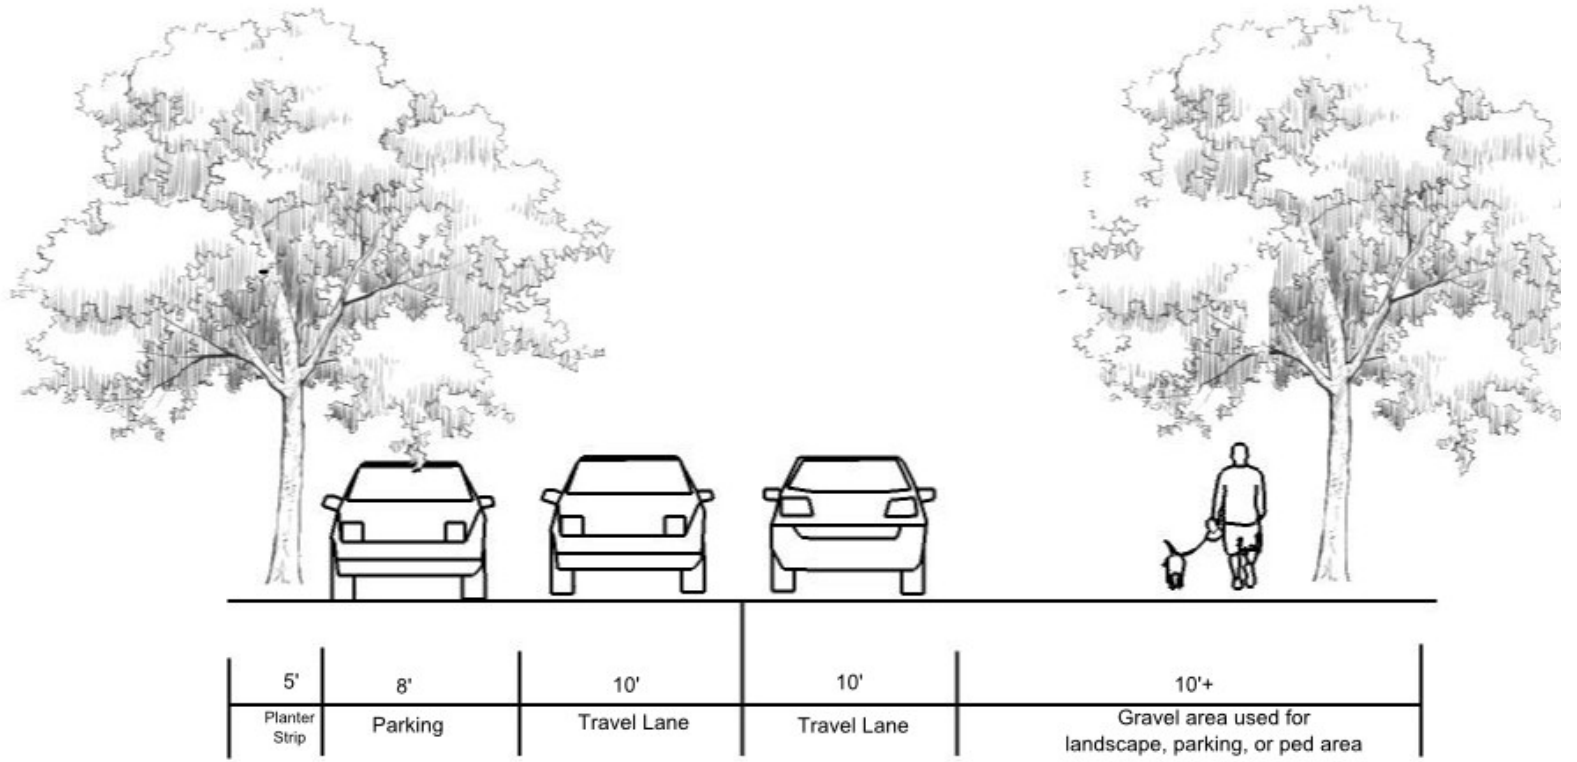 5'
8'
10'
10'
10'+
Planter
Strip
Parking
Travel Lane
Travel Lane
Gravel area used for
landscape, parking, or ped area